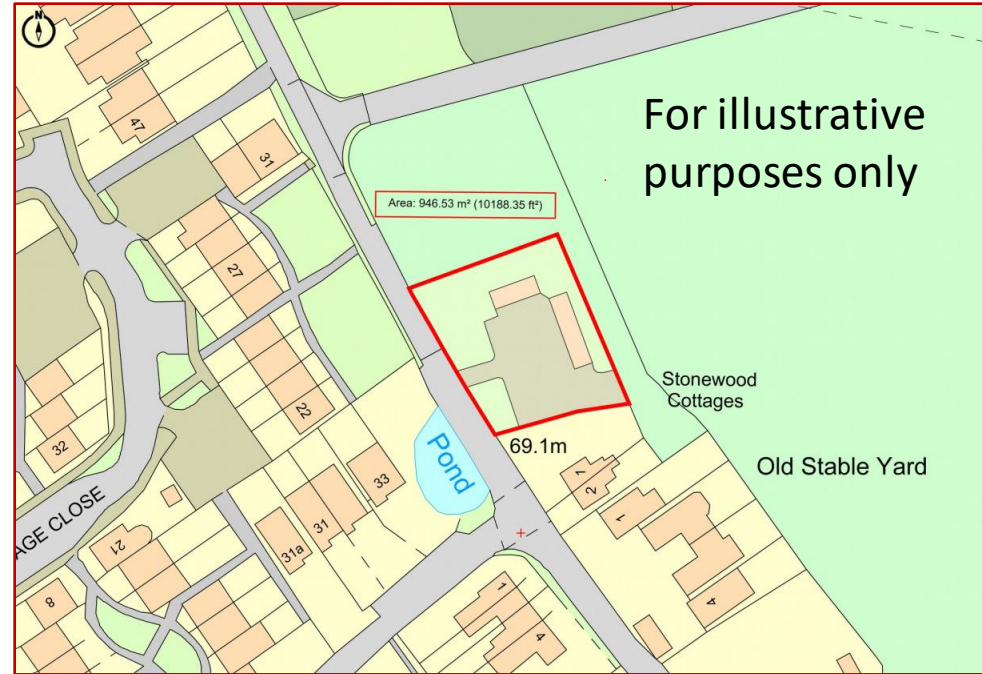 N
For illustrative
purposes only
47
31
Area: 946.53 m² (10188.35 ft²)
27
Stonewood
Cottages
22
32
Pond
69.1m
Old Stable Yard
33
AGE CLOSE
31
31a
21
1
2
1
4
8
1
4